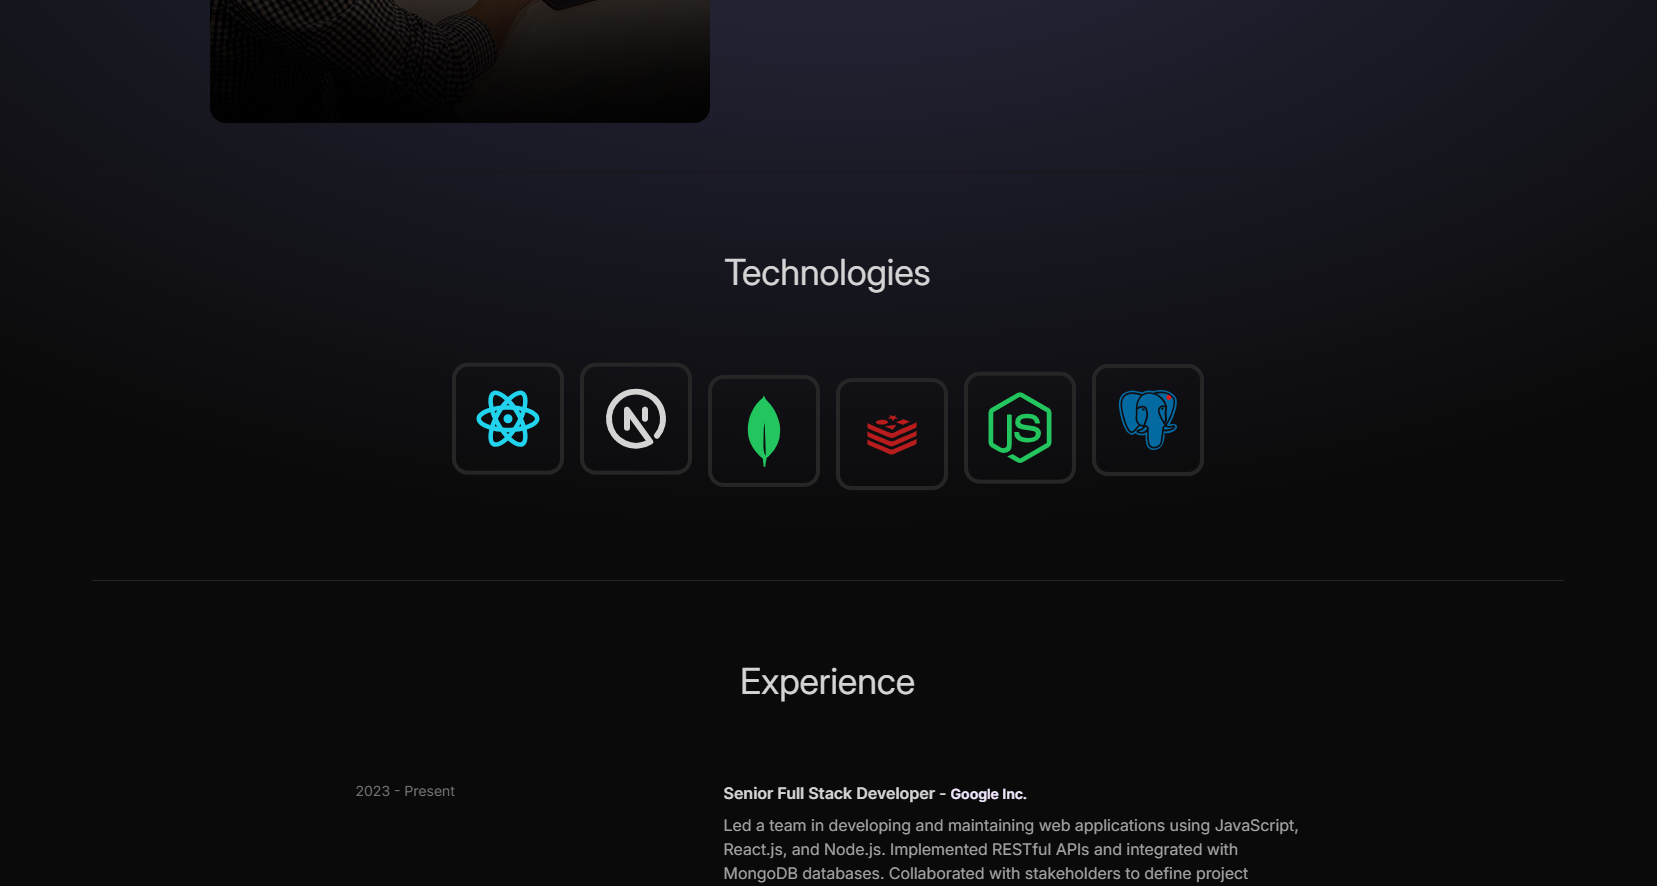 Technologies
N
JS
Experience
2023 - Present
Senior Full Stack Developer - Google Inc.
Led a team in developing and maintaining web applications using JavaScript,
React.js, and Node.js. Implemented RESTful APIs and integrated with
MongoDB databases. Collaborated with stakeholders to define project